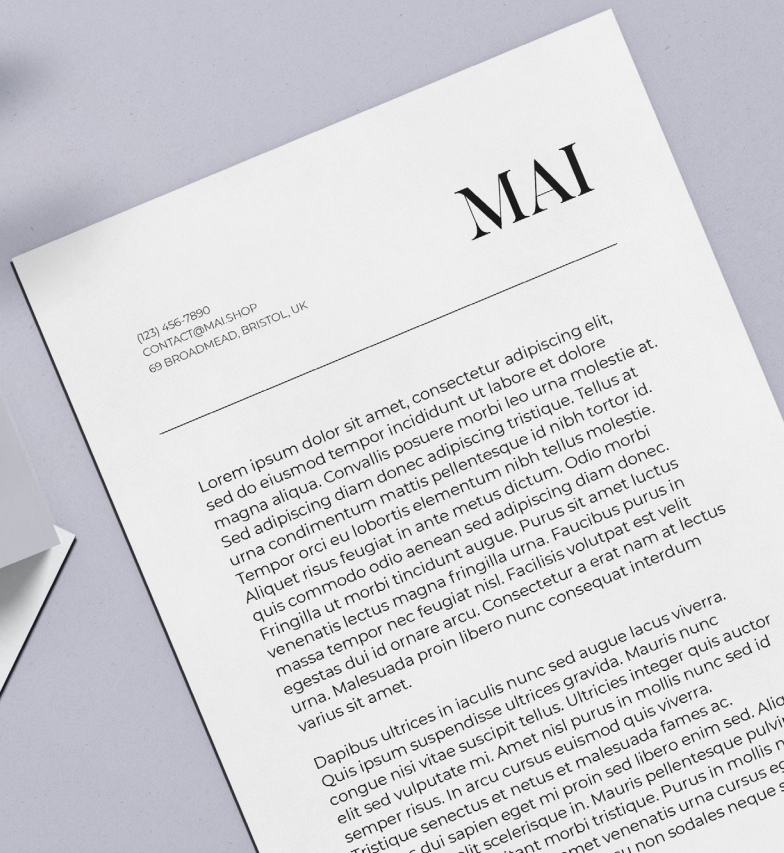 MAI
(123) 456-7890
CONTACT@MAI.SHOP
69 BROADMEAD, BRISTOL, UK
Lorem ipsum dolor sit amet, consectetur adipiscing elit,
sed do eiusmod tempor incididunt ut labore et dolore
magna aliqua. Convallis posuere morbi leo urna molestie at.
Sed adipiscing diam donec adipiscing tristique. Tellus at
urna condimentum mattis pellentesque id nibh tortor id.
Tempor orci eu lobortis elementum nibh tellus molestie.
Aliquet risus feugiat in ante metus dictum. Odio morbi
quis commodo odio aenean sed adipiscing diam donec.
Fringilla ut morbi tincidunt augue. Purus sit amet luctus
venenatis lectus magna fringilla urna. Faucibus purus in
massa tempor nec feugiat nisl. Facilisis volutpat est velit
egestas dui id ornare arcu. Consectetur a erat nam at lectus
urna. Malesuada proin libero nunc consequat interdum
varius sit amet.
Dapibus ultrices in iaculis nunc sed augue lacus viverra.
Quis ipsum suspendisse ultrices gravida. Mauris nunc
congue nisi vitae suscipit tellus. Ultricies integer quis auctor
elit sed vulputate mi. Amet nisl purus in mollis nunc sed id
semper risus. In arcu cursus euismod quis viverra.
Tristique senectus et netus et malesuada fames ac.
dui sapien eget mi proin sed libero enim sed.
elit scelerisque in. Mauris pellentesque
morbi tristique. Purus in mollis
amet venenatis urna cursus
non sodales neque